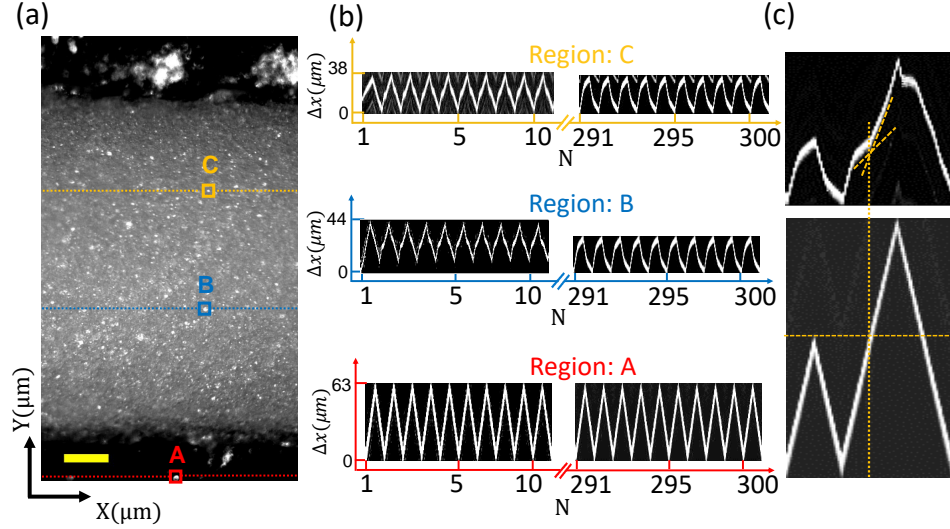 (a)
C
B
A
Y(μm)
X(μm)
(b)
Region: C
Δx(μm)
38
0
1
5
10
291
295
300
N
Region: B
Δx(μm)
44
0
1
5
10
291
295
300
N
Region: A
Δx(μm)
63
0
1
5
10
291
295
300
N
(c)